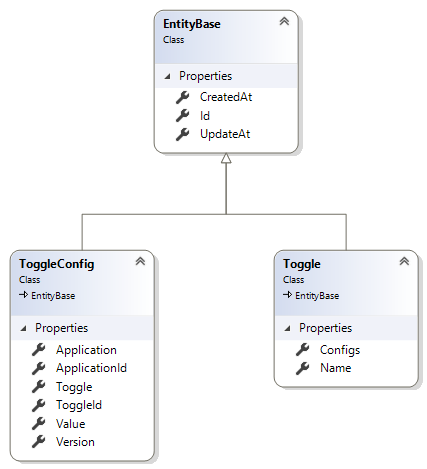 EntityBase
Class
Properties
CreatedAt
Id
UpdateAt
ToggleConfig
Class
EntityBase
Properties
Application
ApplicationId
Toggle
ToggleId
Value
Version
Toggle
Class
EntityBase
Properties
Configs
Name